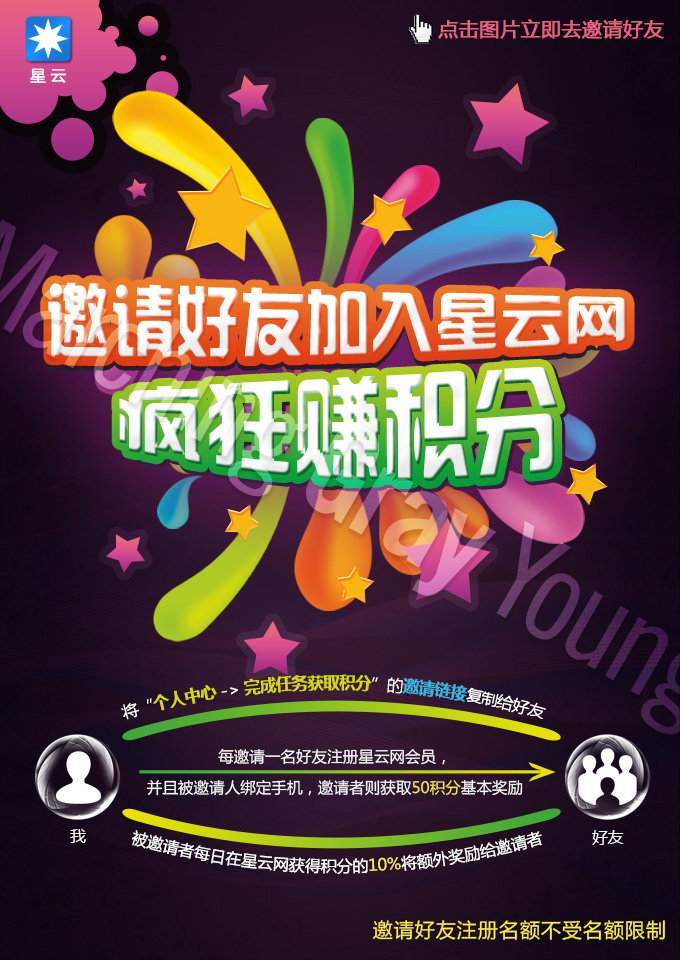 点击图片立即去邀请好友
星云
邀请好友加入星云网
疯狂赚积分
Marching gray Young
将“个人中心 -> 完成任务获取积分”的邀请链接复制给好友
每邀请一名好友注册星云网会员，
并且被邀请人绑定手机，邀请者则获取50积分基本奖励
我
好友
被邀请者每日在星云网获得积分的10%将额外奖励给邀请者
邀请好友注册名额不受名额限制